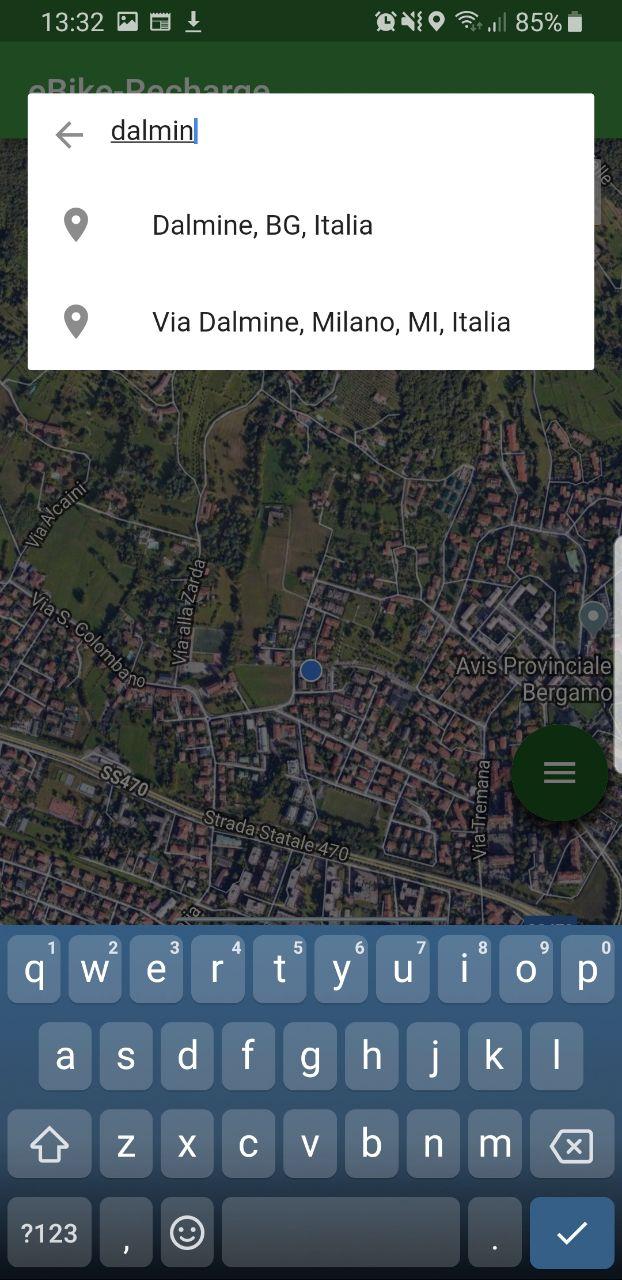 13:32 85%
eBike-Recharge
dalmin
Dalmine, BG, Italia
Via Dalmine, Milano, MI, Italia
Via Alcaini
Via alla Zarda
Via S. Colombano
Avis Provinciale
Bergamo
SS470
Strada Statale 470
Via Tremana
1 2 3 4 5 6 7 8 9 0
q w e r t y u i o p
a s d f g h j k l
z x c v b n m
?123 , .